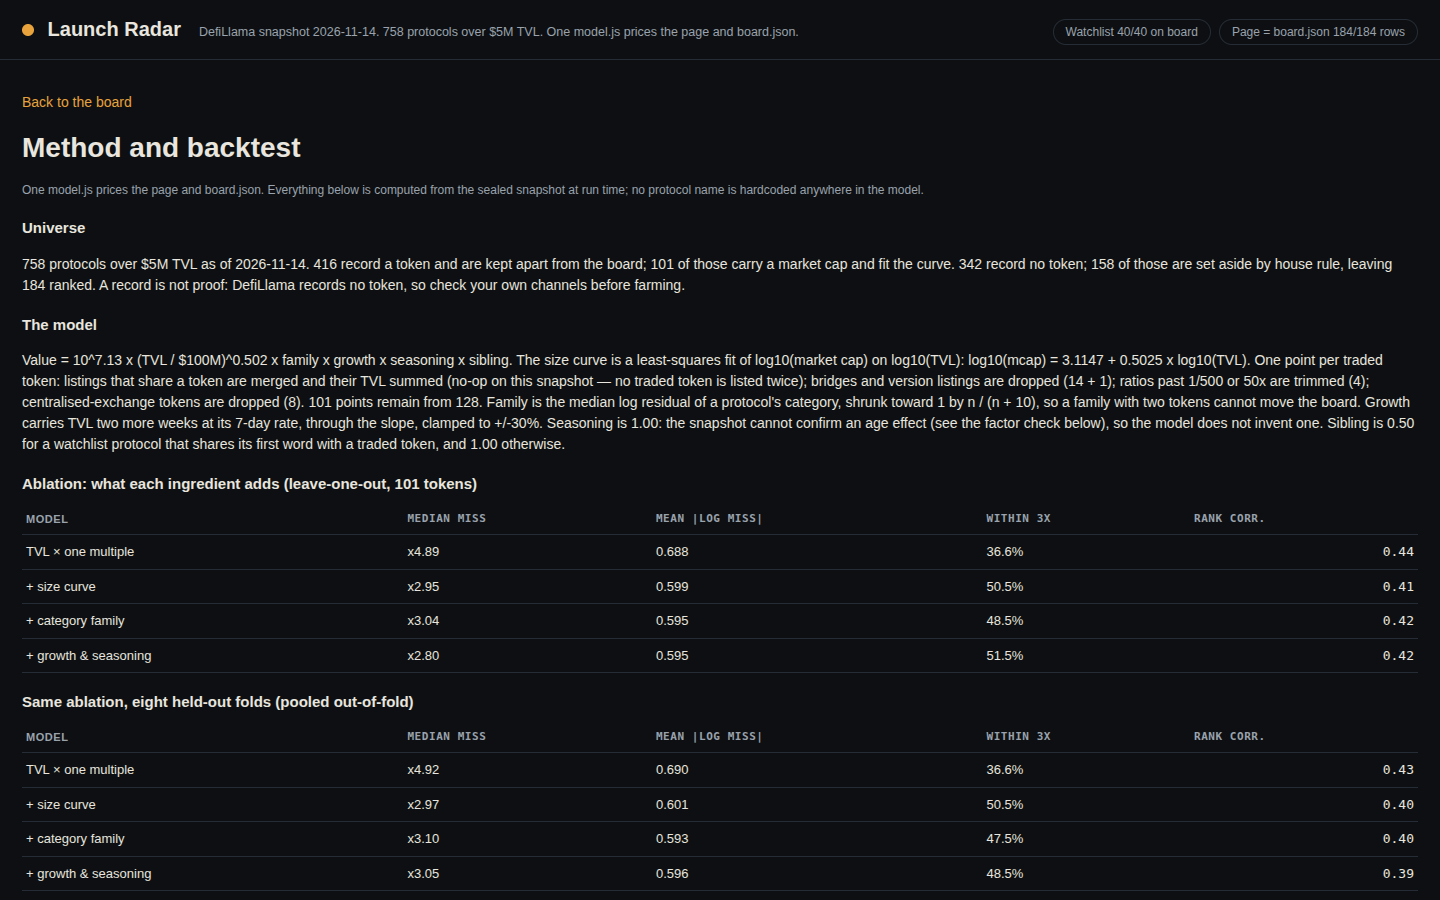 Launch Radar
DefiLlama snapshot 2026-11-14. 758 protocols over $5M TVL. One model.js prices the page and board.json.
Watchlist 40/40 on board
Page = board.json 184/184 rows
Back to the board
Method and backtest
One model.js prices the page and board.json. Everything below is computed from the sealed snapshot at run time; no protocol name is hardcoded anywhere in the model.
Universe
758 protocols over $5M TVL as of 2026-11-14. 416 record a token and are kept apart from the board; 101 of those carry a market cap and fit the curve. 342 record no token; 158 of those are set aside by house rule, leaving
184 ranked. A record is not proof: DefiLlama records no token, so check your own channels before farming.
The model
Value = 10^7.13 x (TVL / $100M)^0.502 x family x growth x seasoning x sibling. The size curve is a least-squares fit of log10(market cap) on log10(TVL): log10(mcap) = 3.1147 + 0.5025 x log10(TVL). One point per traded
token: listings that share a token are merged and their TVL summed (no-op on this snapshot — no traded token is listed twice); bridges and version listings are dropped (14 + 1); ratios past 1/500 or 50x are trimmed (4);
centralised-exchange tokens are dropped (8). 101 points remain from 128. Family is the median log residual of a protocol's category, shrunk toward 1 by n / (n + 10), so a family with two tokens cannot move the board. Growth
carries TVL two more weeks at its 7-day rate, through the slope, clamped to +/-30%. Seasoning is 1.00: the snapshot cannot confirm an age effect (see the factor check below), so the model does not invent one. Sibling is 0.50
for a watchlist protocol that shares its first word with a traded token, and 1.00 otherwise.
Ablation: what each ingredient adds (leave-one-out, 101 tokens)
MODEL MEDIAN MISS MEAN |LOG MISS| WITHIN 3X RANK CORR.
TVL × one multiple x4.89 0.688 36.6% 0.44
+ size curve x2.95 0.599 50.5% 0.41
+ category family x3.04 0.595 48.5% 0.42
+ growth & seasoning x2.80 0.595 51.5% 0.42
Same ablation, eight held-out folds (pooled out-of-fold)
MODEL MEDIAN MISS MEAN |LOG MISS| WITHIN 3X RANK CORR.
TVL × one multiple x4.92 0.690 36.6% 0.43
+ size curve x2.97 0.601 50.5% 0.40
+ category family x3.10 0.593 47.5% 0.40
+ growth & seasoning x3.05 0.596 48.5% 0.39